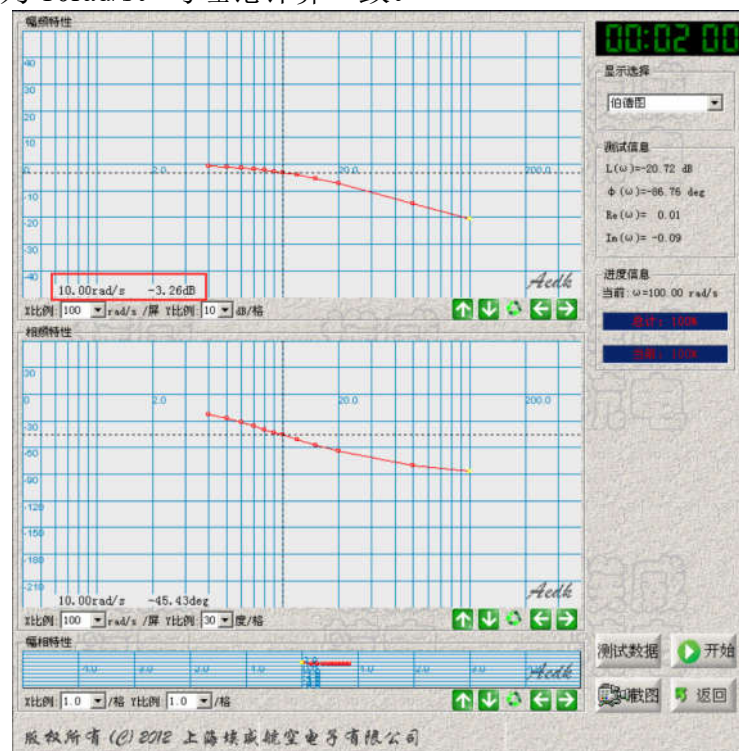 为 10rad/s。与理论计算一致。
幅频特性
00:02 00
40
30
20
10
0
2.0
20.0
200.0
-10
-20
-30
-40
10.00rad/s -3.26dB
Aedk
X比例: 100 rad/s /屏 Y比例: 10 dB/格
显示选择
伯德图
测试信息
L(ω)=-20.72 dB
Φ(ω)=-86.76 deg
Re(ω)= 0.01
Im(ω)= -0.09
进度信息
当前:ω=100.00 rad/s
总计: 100%
当前: 100%
相频特性
30
0
2.0
20.0
200.0
-30
-60
-90
-120
-150
-180
-210
10.00rad/s -45.43deg
Aedk
X比例: 100 rad/s /屏 Y比例: 30 度/格
幅相特性
1.0
2.0
3.0
Aedk
X比例: 1.0 /格 Y比例: 1.0 /格
测试数据
开始
截图
返回
版权所有(C)2012 上海埃威航空电子有限公司